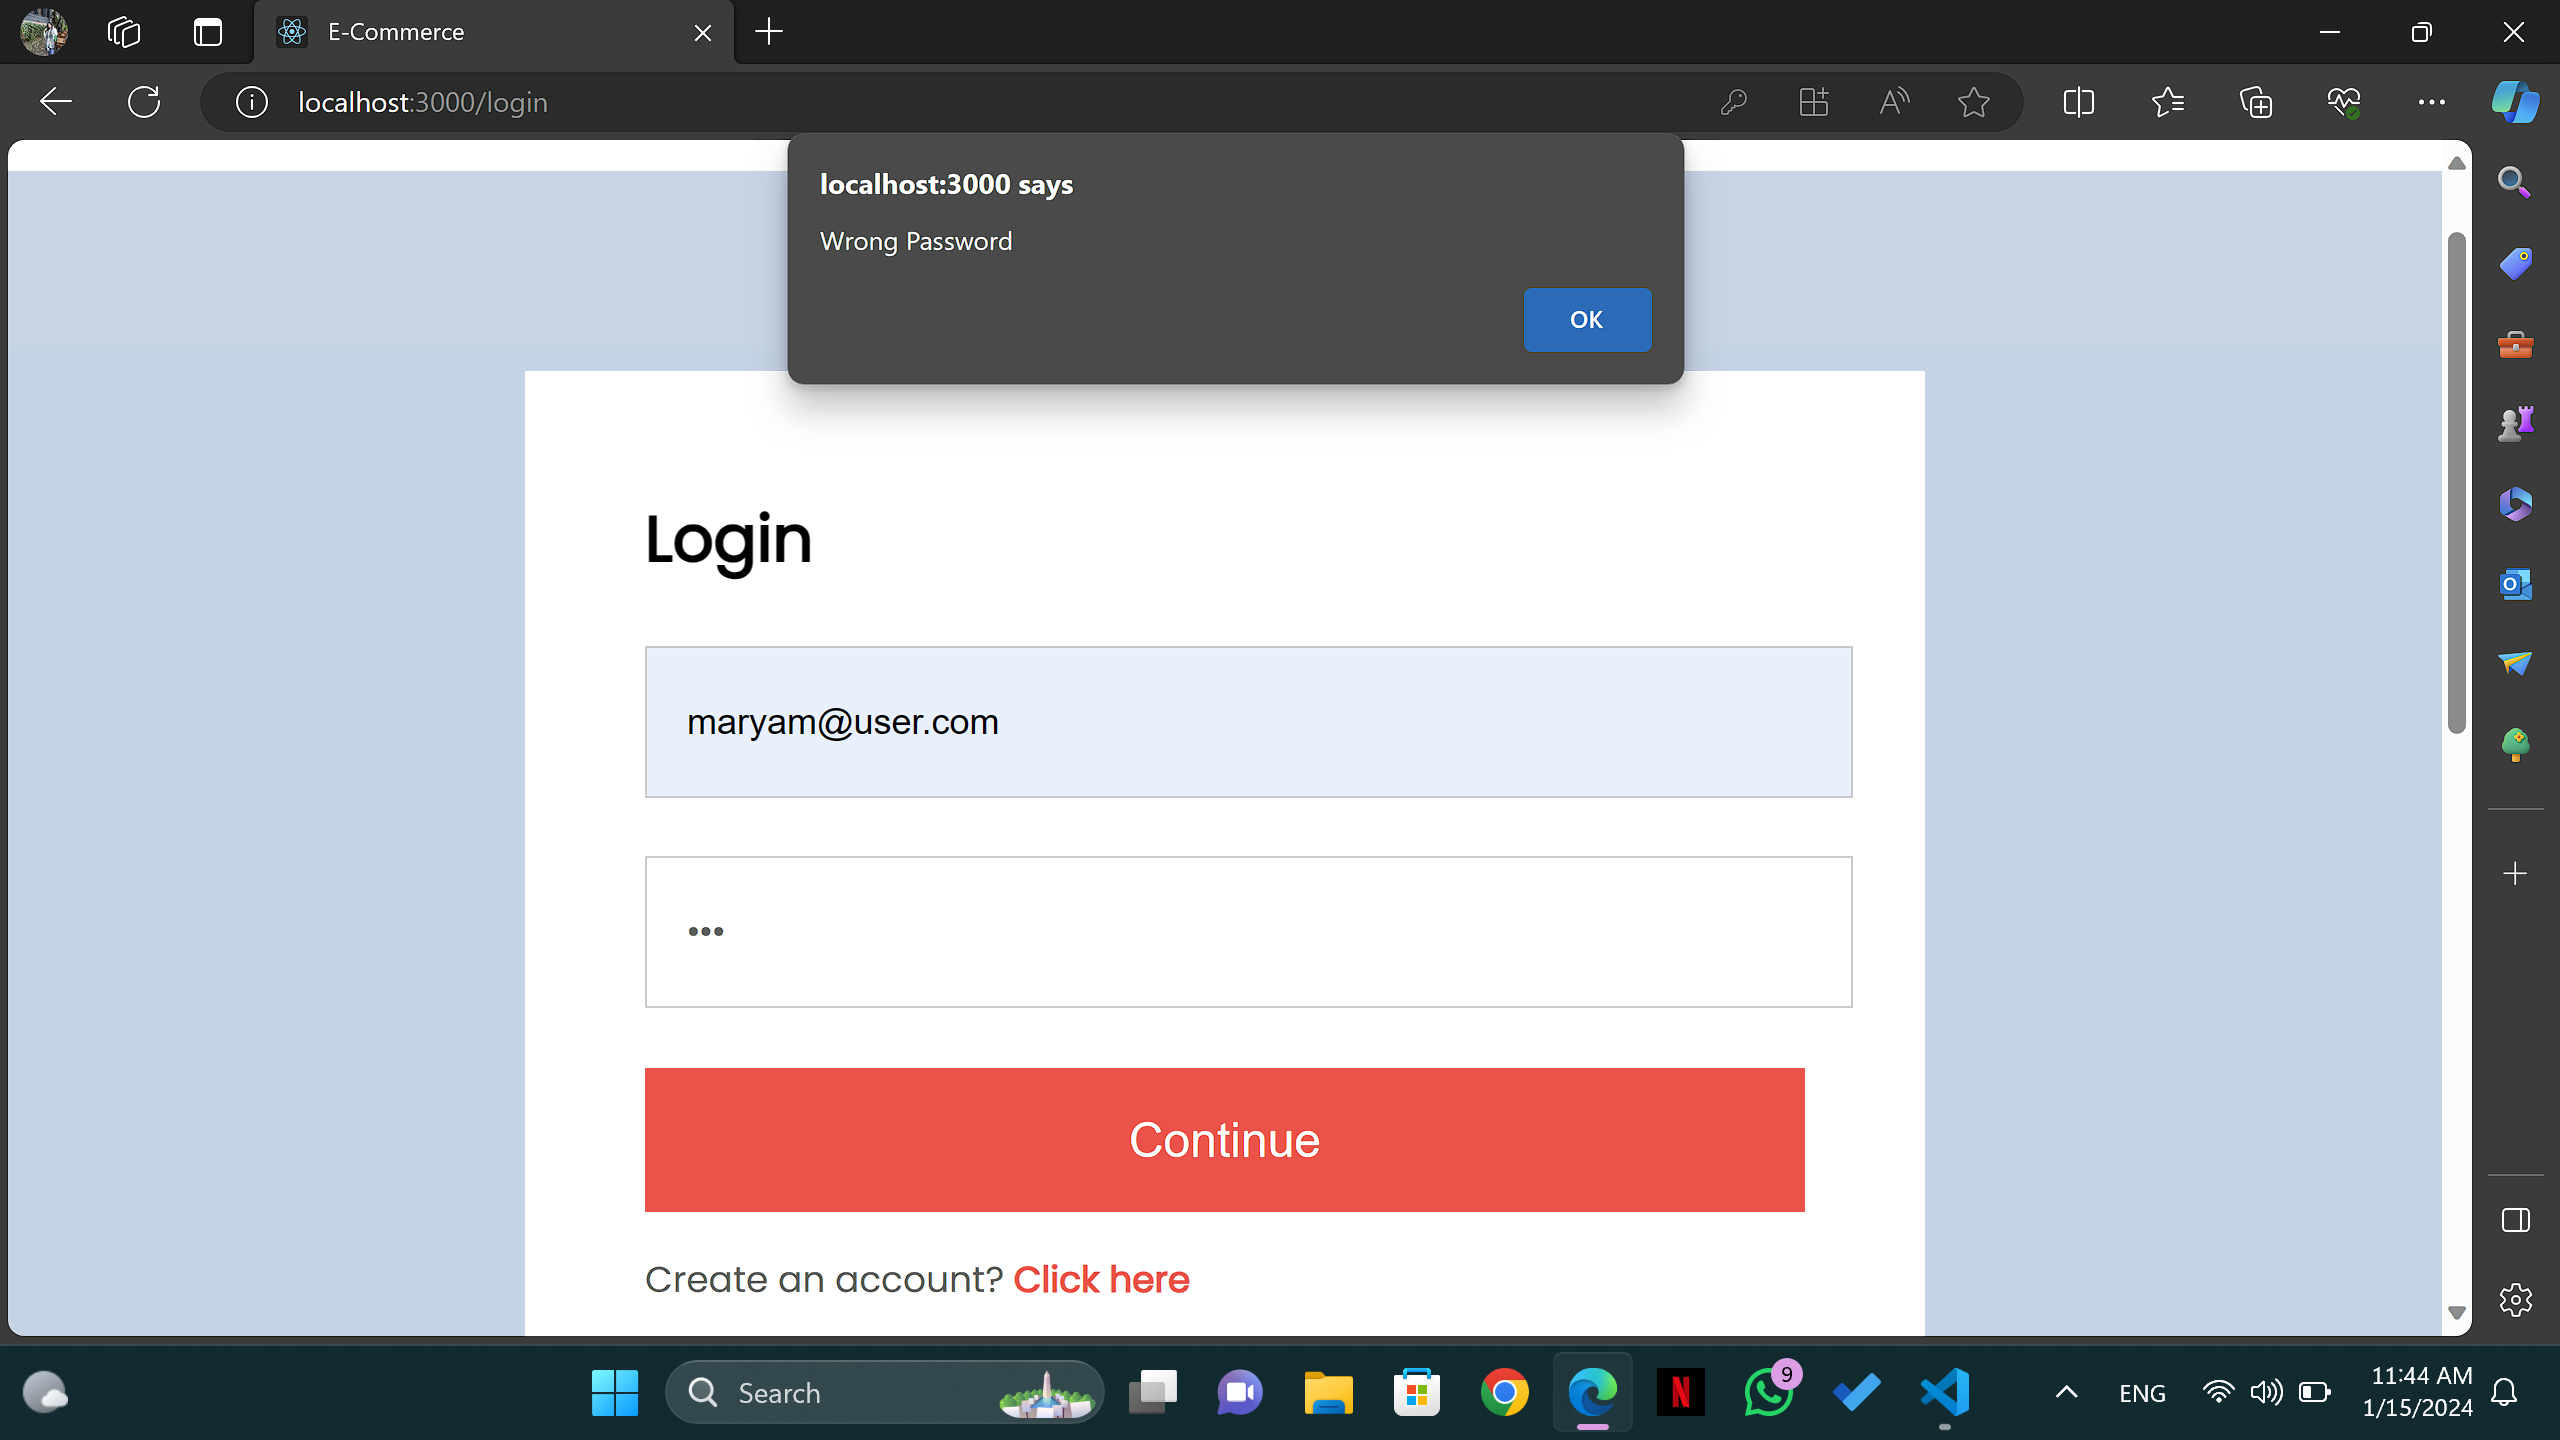 E-Commerce
localhost:3000/login
localhost:3000 says
Wrong Password
OK
Login
maryam@user.com
•••
Continue
Create an account? Click here
Search
9
ENG
11:44 AM
1/15/2024